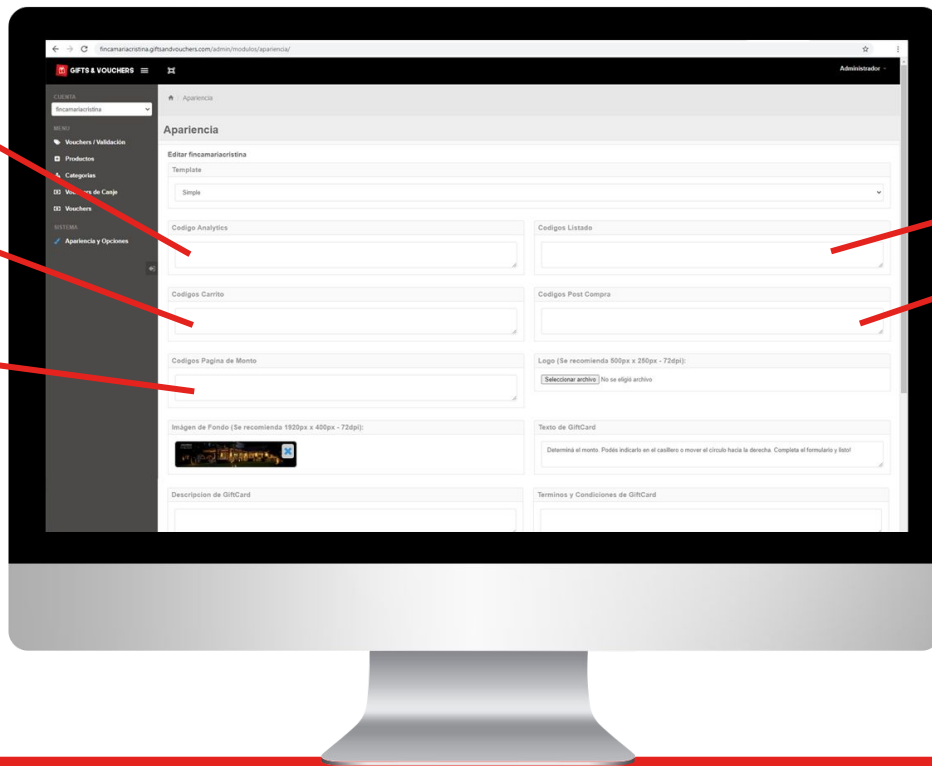 fincamariacristina.giftsandvouchers.com/admin/modulos/apariencia/
GIFTS & VOUCHERS
Administrador
CUENTA
fincamariacristina
MENU
Vouchers / Validación
Productos
Categorias
Vouchers de Canje
Vouchers
SISTEMA
Apariencia y Opciones
Apariencia
Apariencia
Editar fincamariacristina
Template
Simple
Codigo Analytics
Codigos Listado
Codigos Carrito
Codigos Post Compra
Codigos Pagina de Monto
Logo (Se recomienda 500px x 250px - 72dpi):
Seleccionar archivo No se eligió archivo
Imágen de Fondo (Se recomienda 1920px x 400px - 72dpi):
Texto de GiftCard
Determiná el monto. Podés indicarlo en el casillero o mover el círculo hacia la derecha. Completa el formulario y listo!
Descripcion de GiftCard
Terminos y Condiciones de GiftCard